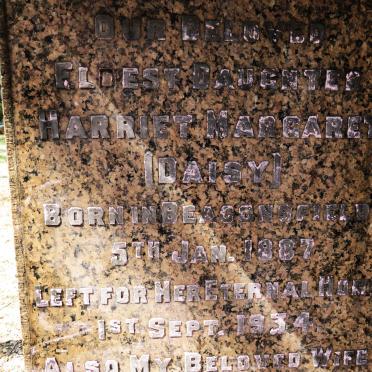 OUR BELOVED
ELDEST DAUGHTER
HARRIET MARGARET
[DAISY]
BORN IN BEACONSFIELD
5TH JAN. 1887
LEFT FOR HER ETERNAL HOME
1ST SEPT. 1934.
ALSO MY BELOVED WIFE